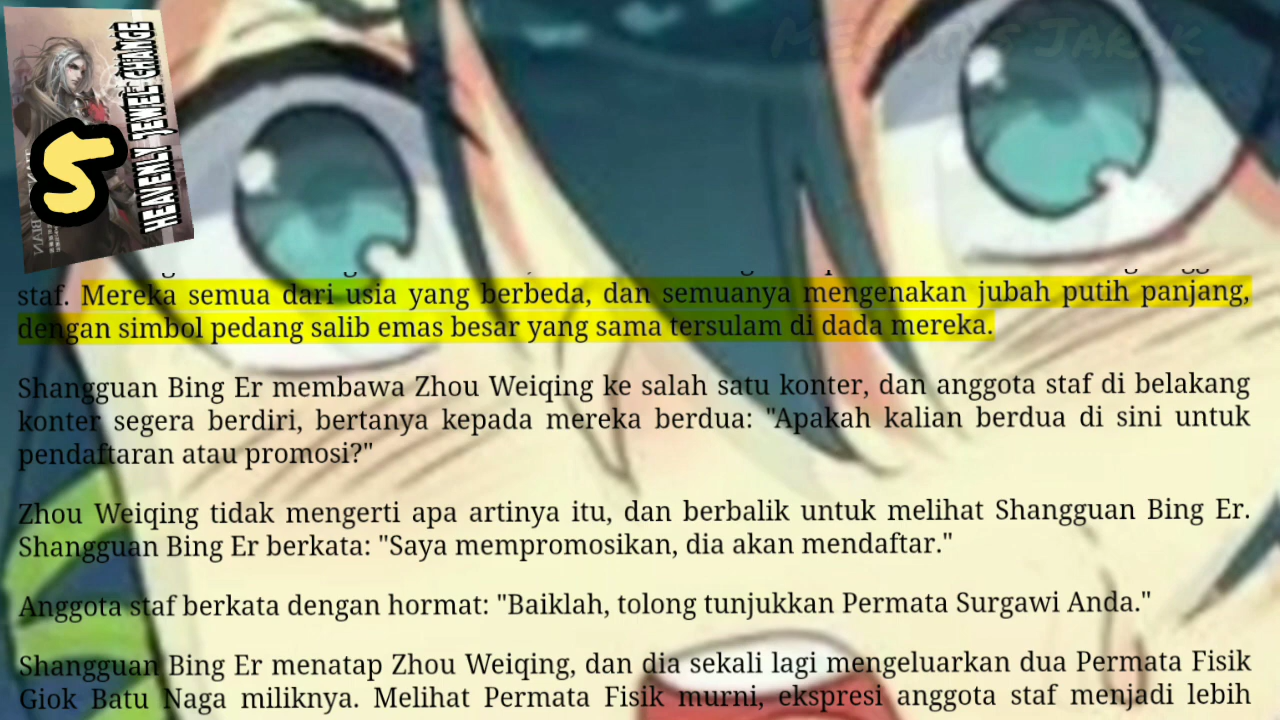 HEAVENLY JEWEL CHANGE
5
staf. Mereka semua dari usia yang berbeda, dan semuanya mengenakan jubah putih panjang,
dengan simbol pedang salib emas besar yang sama tersulam di dada mereka.
Shangguan Bing Er membawa Zhou Weiqing ke salah satu konter, dan anggota staf di belakang
konter segera berdiri, bertanya kepada mereka berdua: "Apakah kalian berdua di sini untuk
pendaftaran atau promosi?"
Zhou Weiqing tidak mengerti apa artinya itu, dan berbalik untuk melihat Shangguan Bing Er.
Shangguan Bing Er berkata: "Saya mempromosikan, dia akan mendaftar."
Anggota staf berkata dengan hormat: "Baiklah, tolong tunjukkan Permata Surgawi Anda."
Shangguan Bing Er menatap Zhou Weiqing, dan dia sekali lagi mengeluarkan dua Permata Fisik
Giok Batu Naga miliknya. Melihat Permata Fisik murni, ekspresi anggota staf menjadi lebih